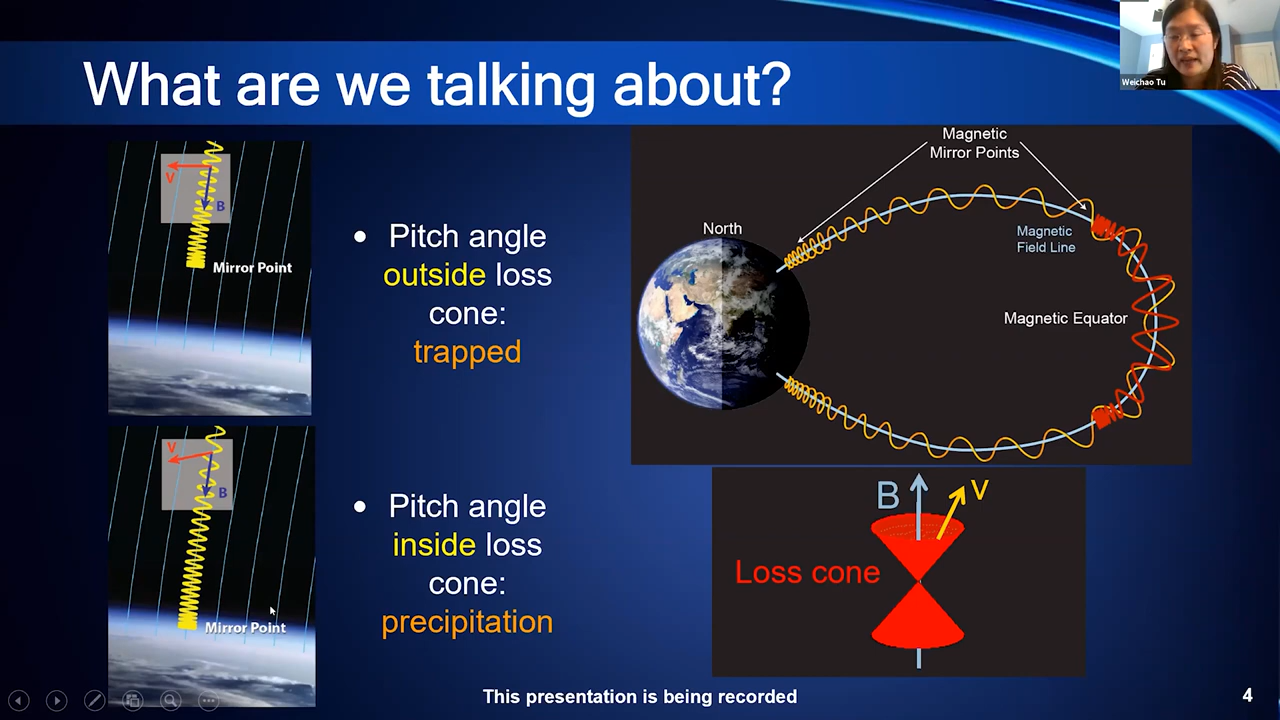 What are we talking about?
Weichao Tu
V
B
Mirror Point
• Pitch angle
outside loss
cone:
trapped
Magnetic
Mirror Points
North
Magnetic
Field Line
Magnetic Equator
V
B
Mirror Point
• Pitch angle
inside loss
cone:
precipitation
B
V
Loss cone
This presentation is being recorded
4